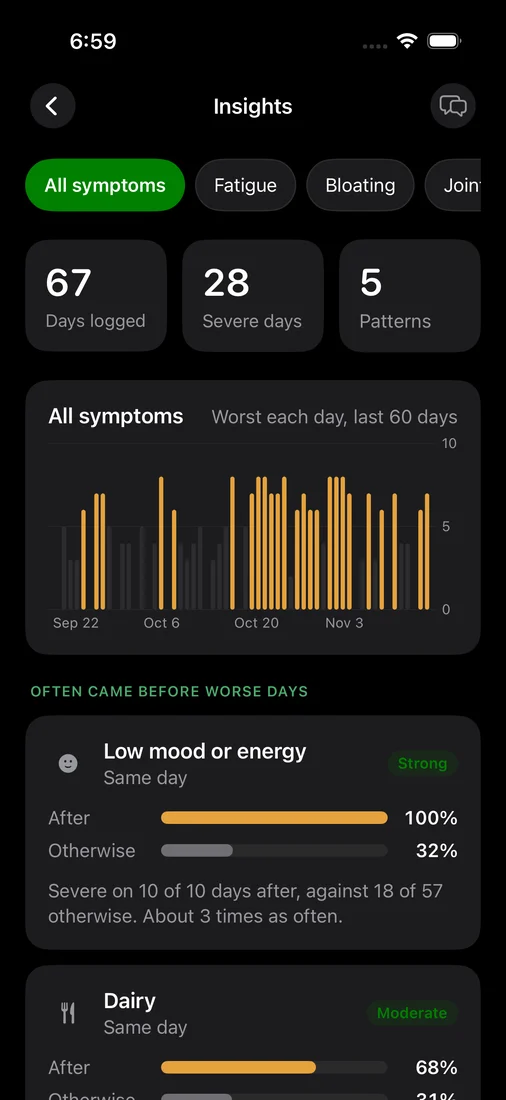 6:59
Insights
All symptoms
Fatigue
Bloating
Join
67
Days logged
28
Severe days
5
Patterns
All symptoms
Worst each day, last 60 days
10
5
0
Sep 22
Oct 6
Oct 20
Nov 3
OFTEN CAME BEFORE WORSE DAYS
Low mood or energy
Same day
Strong
After
100%
Otherwise
32%
Severe on 10 of 10 days after, against 18 of 57
otherwise. About 3 times as often.
Dairy
Same day
Moderate
After
68%
Otherwise
31%